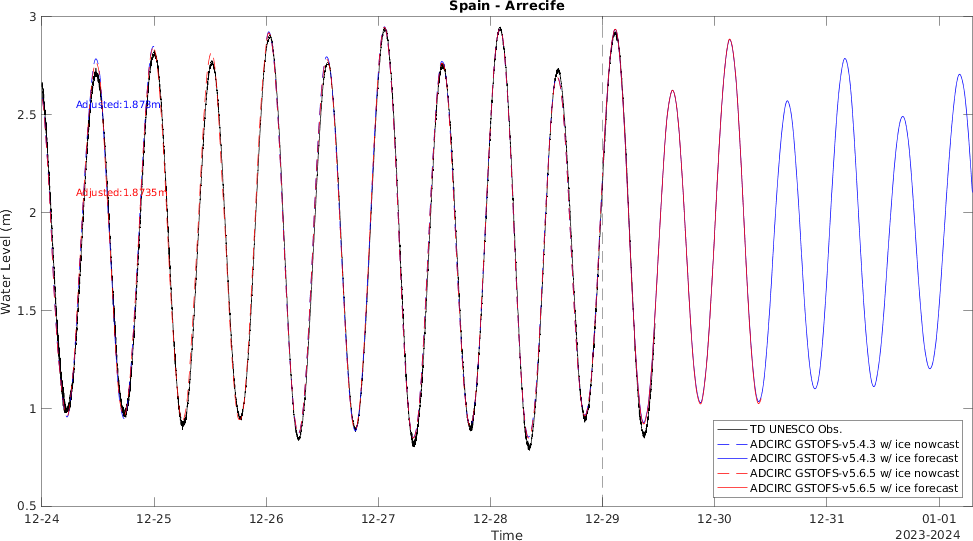 Spain - Arrecife
3
2.5
2
1.5
1
0.5
Water Level (m)
Adjusted:1.873m
Adjusted:1.8735m
TD UNESCO Obs.
ADCIRC GSTOFS-v5.4.3 w/ ice nowcast
ADCIRC GSTOFS-v5.4.3 w/ ice forecast
ADCIRC GSTOFS-v5.6.5 w/ ice nowcast
ADCIRC GSTOFS-v5.6.5 w/ ice forecast
12-24 12-25 12-26 12-27 12-28 12-29 12-30 12-31 01-01
Time
2023-2024